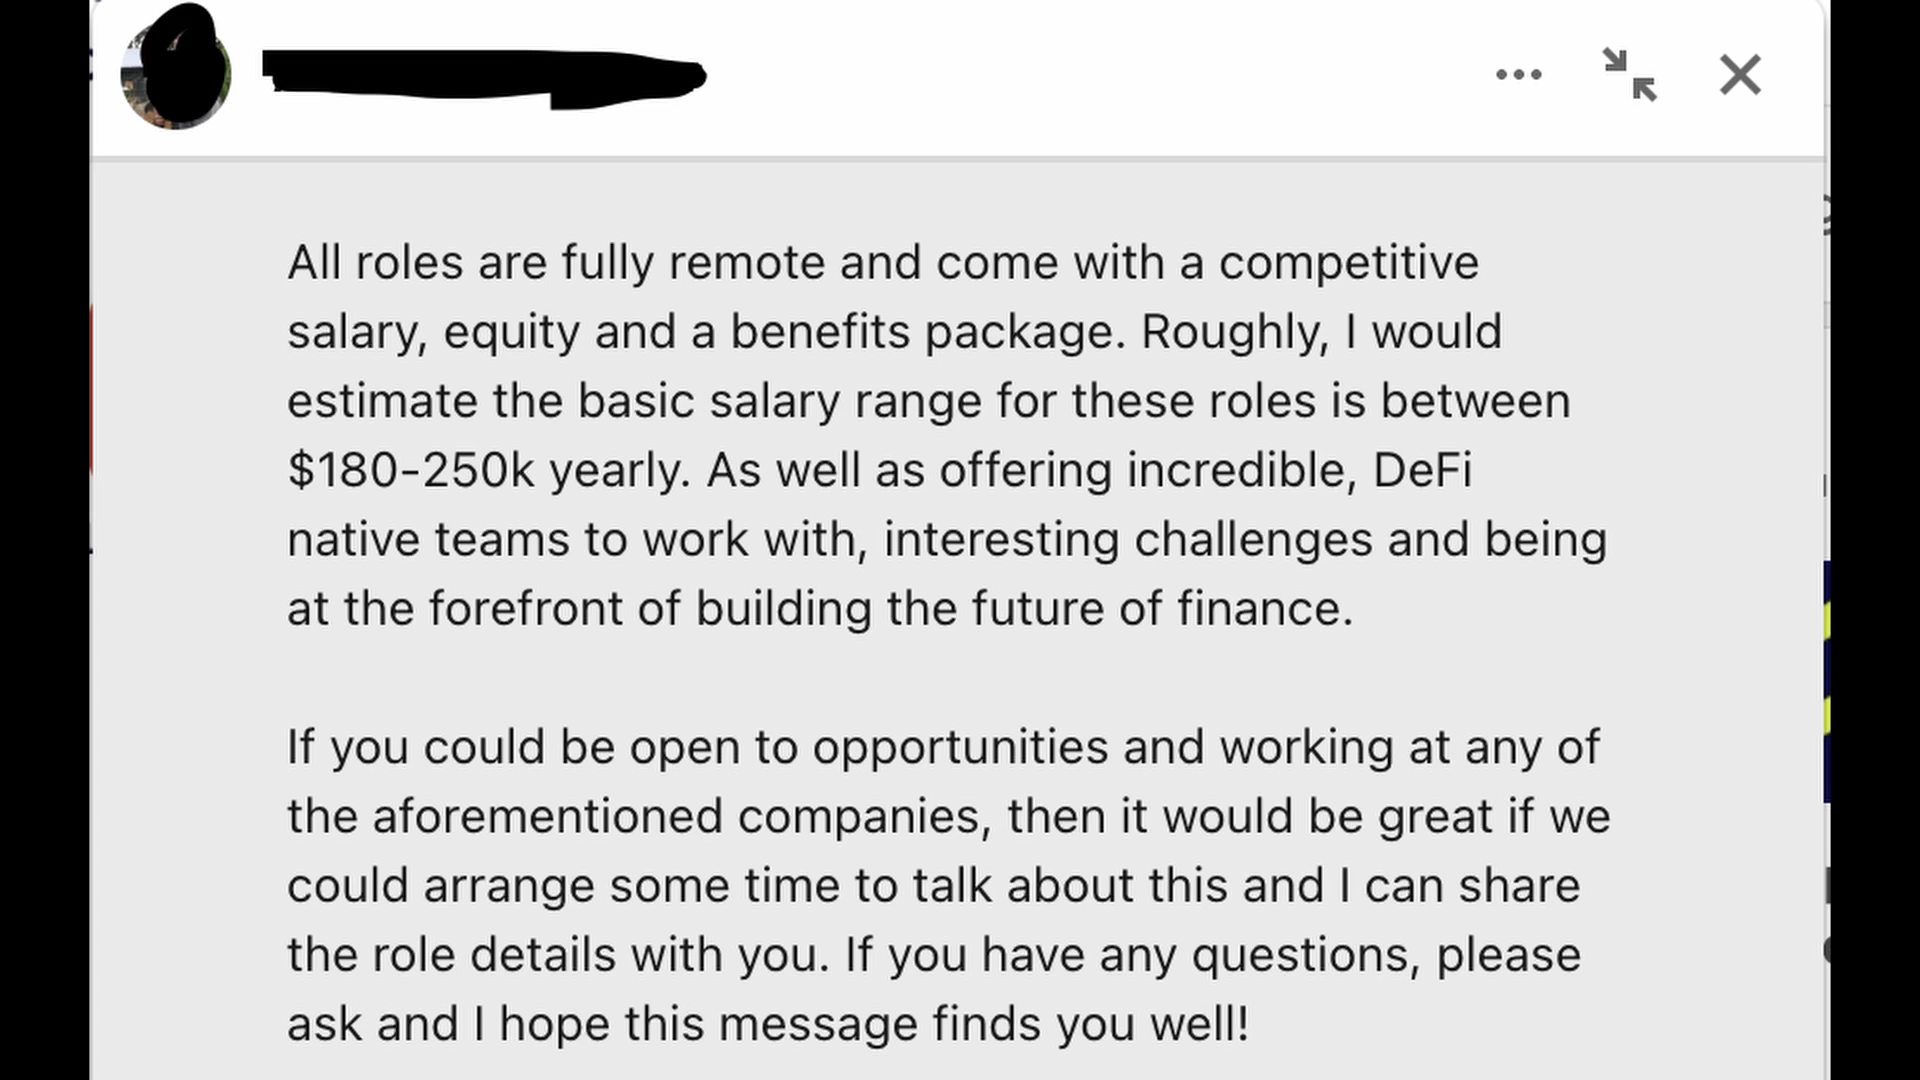 All roles are fully remote and come with a competitive
salary, equity and a benefits package. Roughly, I would
estimate the basic salary range for these roles is between
$180-250k yearly. As well as offering incredible, DeFi
native teams to work with, interesting challenges and being
at the forefront of building the future of finance.
If you could be open to opportunities and working at any of
the aforementioned companies, then it would be great if we
could arrange some time to talk about this and I can share
the role details with you. If you have any questions, please
ask and I hope this message finds you well!